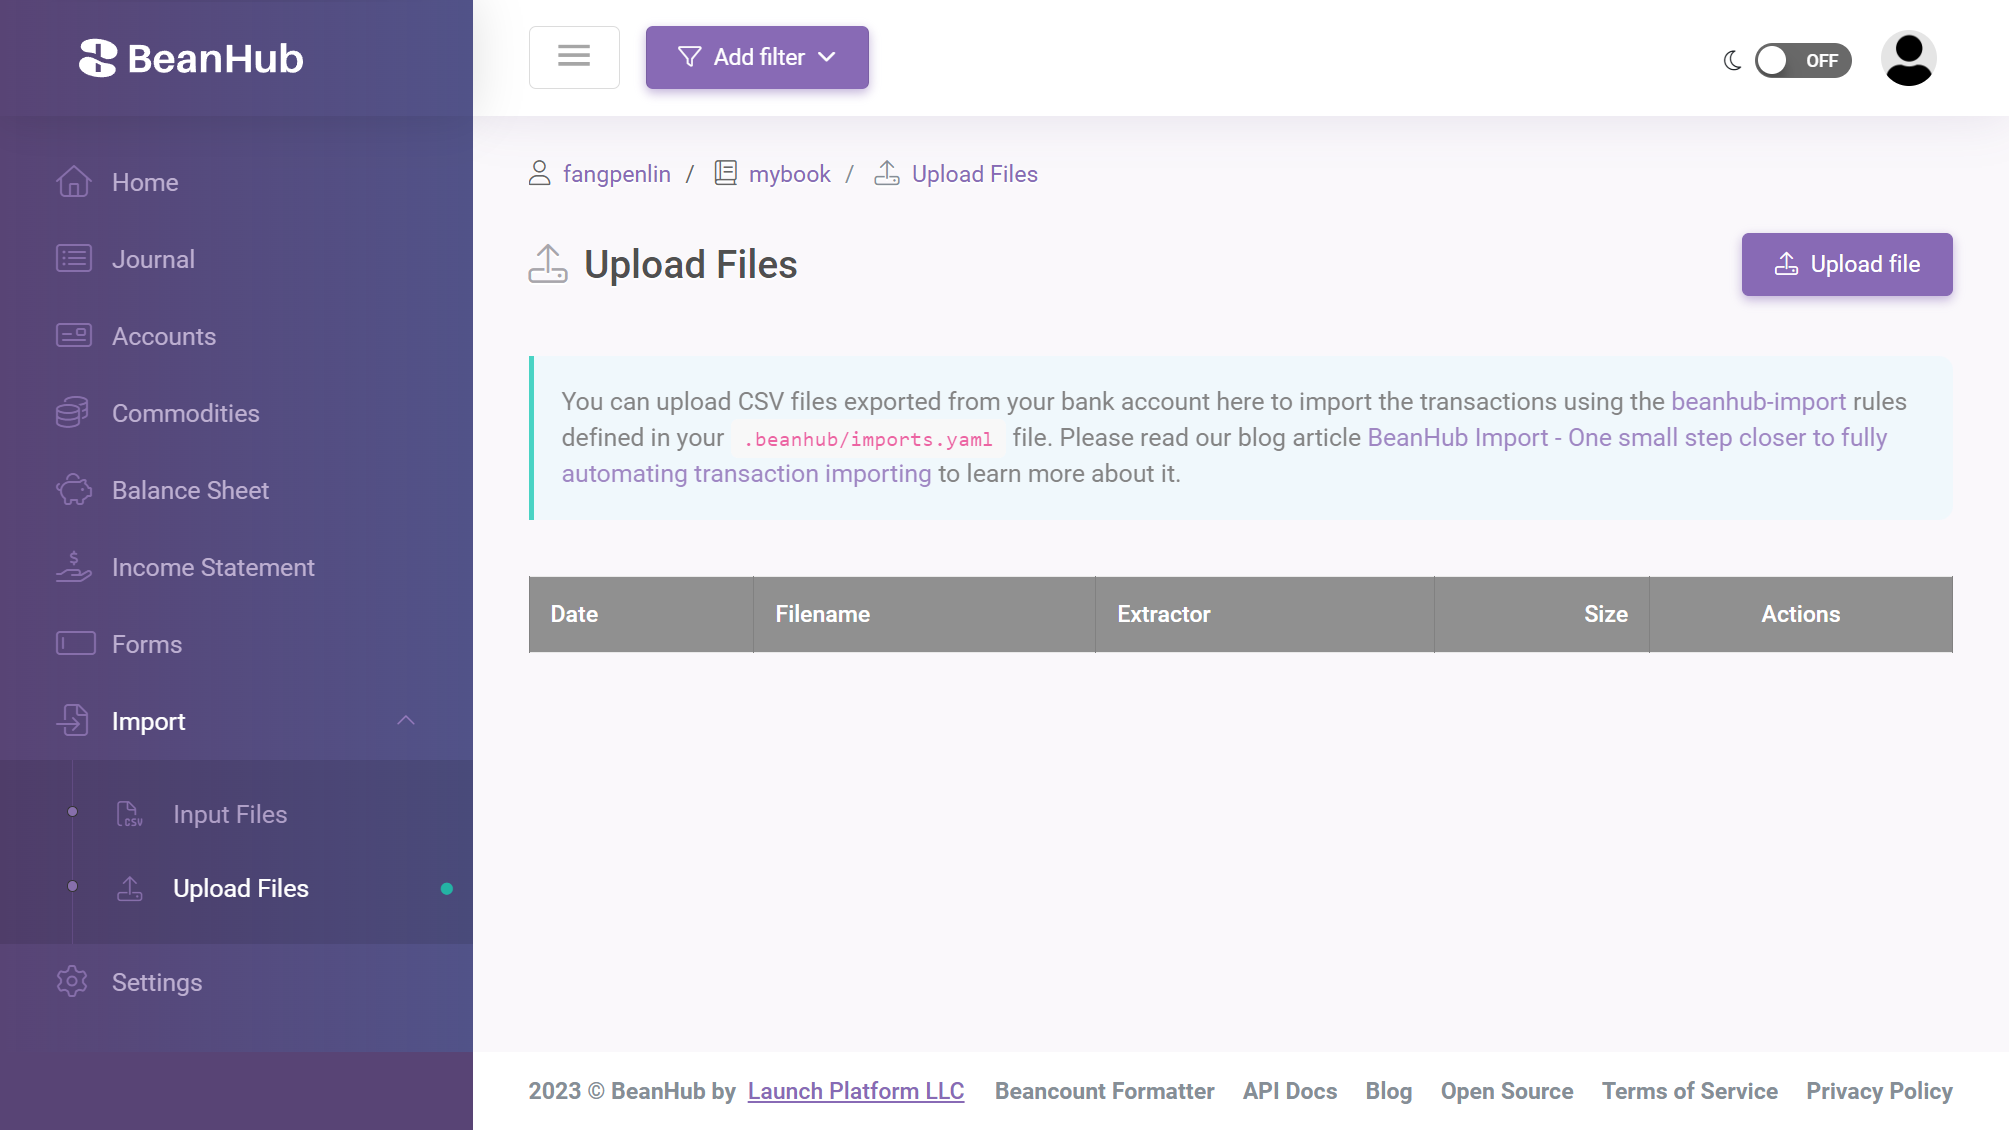 BeanHub
Add filter
OFF
Home
Journal
Accounts
Commodities
Balance Sheet
$
Income Statement
Forms
Import
CSV
Input Files
Upload Files
Settings
fangpenlin / mybook / Upload Files
Upload Files
Upload file
You can upload CSV files exported from your bank account here to import the transactions using the beanhub-import rules
defined in your .beanhub/imports.yaml file. Please read our blog article BeanHub Import - One small step closer to fully
automating transaction importing to learn more about it.
Date Filename Extractor Size Actions
2023 © BeanHub by Launch Platform LLC Beancount Formatter API Docs Blog Open Source Terms of Service Privacy Policy